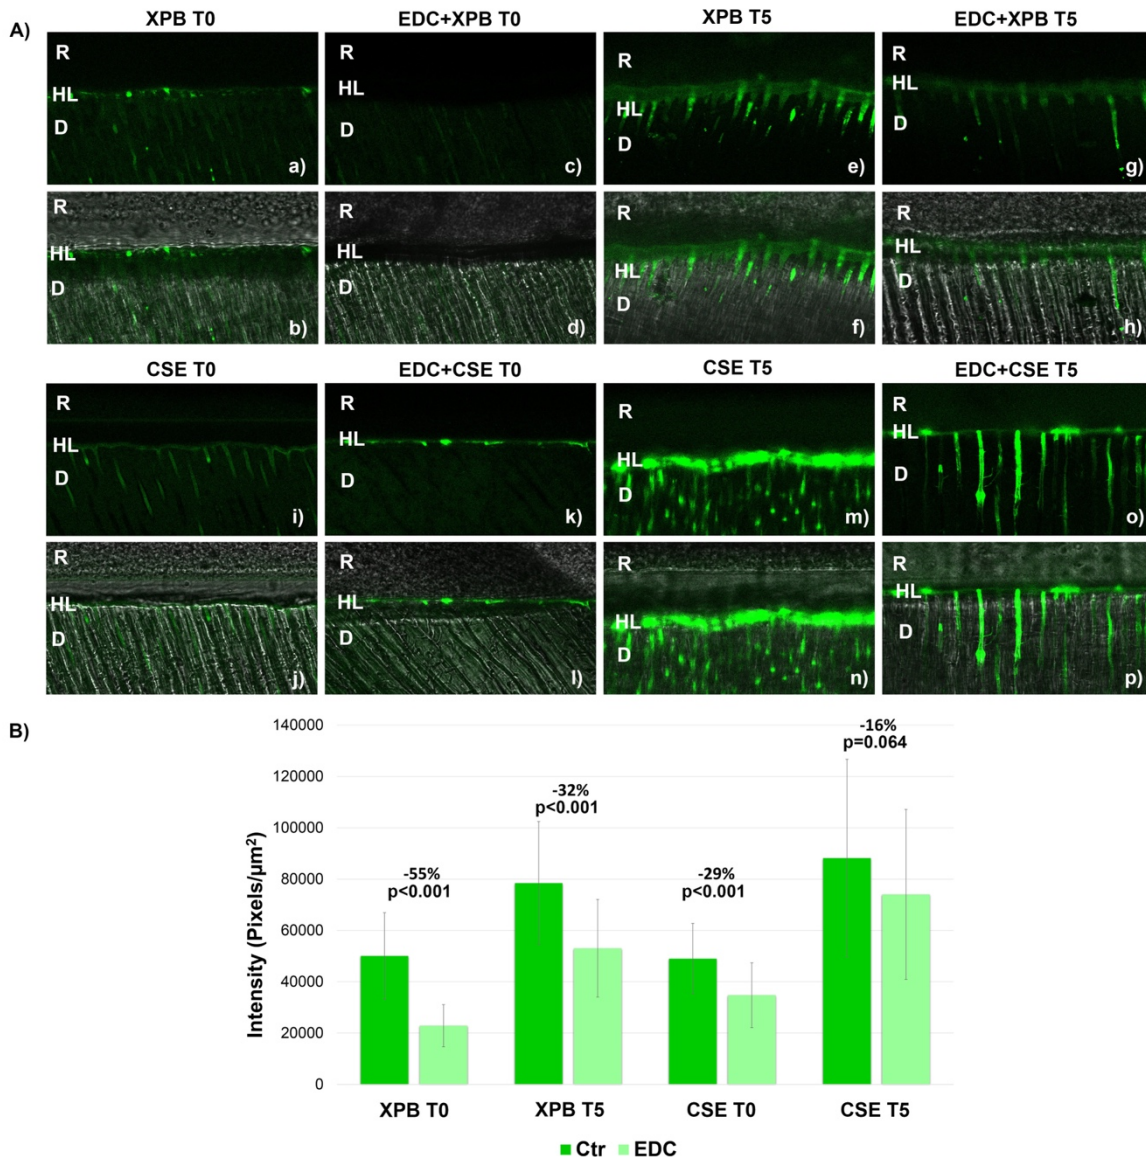 A)
XPB T0
EDC+XPB T0
XPB T5
EDC+XPB T5
R
HL
D
a)
R
HL
D
c)
R
HL
D
e)
R
HL
D
g)
R
HL
D
b)
R
HL
D
d)
R
HL
D
f)
R
HL
D
h)
CSE T0
EDC+CSE T0
CSE T5
EDC+CSE T5
R
HL
D
i)
R
HL
D
k)
R
HL
D
m)
R
HL
D
o)
R
HL
D
j)
R
HL
D
l)
R
HL
D
n)
R
HL
D
p)
B)
Intensity (Pixels/µm²)
140000
120000
100000
80000
60000
40000
20000
0
-55%
p<0.001
-32%
p<0.001
-29%
p<0.001
-16%
p=0.064
XPB T0
XPB T5
CSE T0
CSE T5
Ctr
EDC